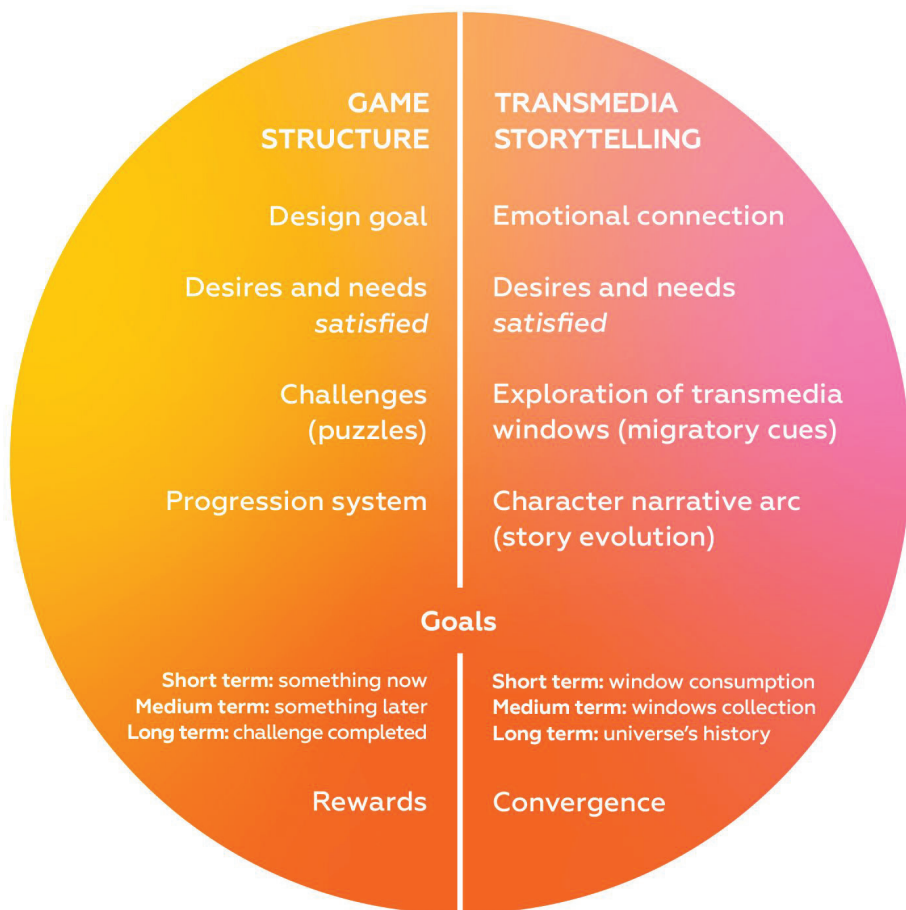 GAME
STRUCTURE
Design goal
Desires and needs
satisfied
Challenges
(puzzles)
Progression system
TRANSMEDIA
STORYTELLING
Emotional connection
Desires and needs
satisfied
Exploration of transmedia
windows (migratory cues)
Character narrative arc
(story evolution)
Goals
Short term: something now
Medium term: something later
Long term: challenge completed
Rewards
Short term: window consumption
Medium term: windows collection
Long term: universe’s history
Convergence